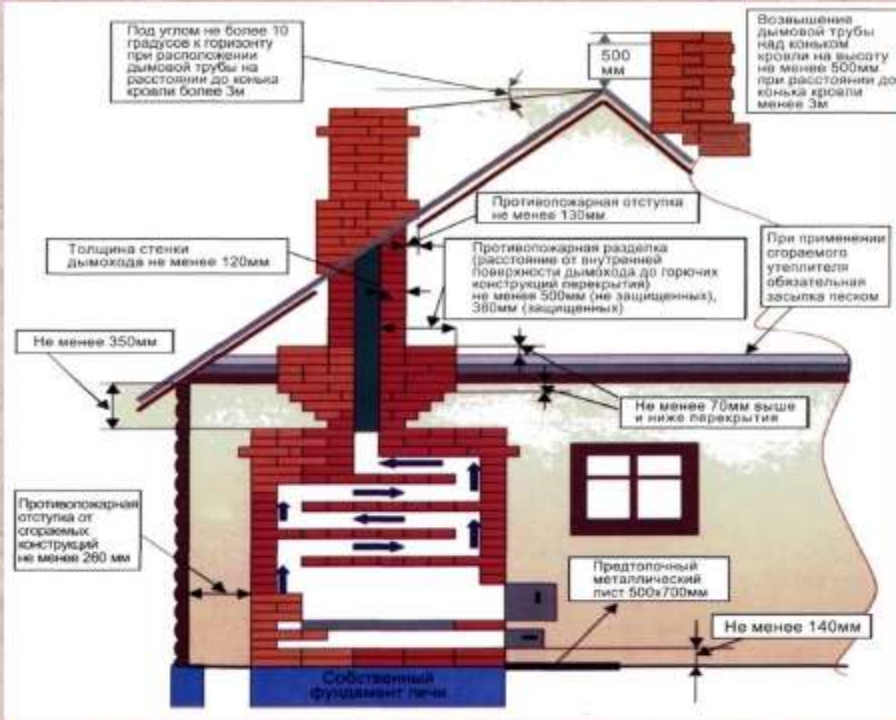 Под углом не более 10
градусов к горизонту
при расположении
дымовой трубы на
расстоянии до конька
кровли более 3м
500
мм
Возвышение
дымовой трубы
над коньком
кровли на высоту
не менее 500мм
при расстоянии до
конька кровли
менее 3м
Противопожарная отступка
не менее 130мм
Толщина стенки
дымохода не менее 120мм
Противопожарная разделка
(расстояние от внутренней
поверхности дымохода до горючих
конструкций перекрытия)
не менее 500мм (не защищенных),
380мм (защищенных)
При применении
сгораемого
утеплителя
обязательная
засыпка песком
Не менее 350мм
Не менее 70мм выше
и ниже перекрытия
Противопожарная
отступка от
сгораемых
конструкций
не менее 260 мм
Предтопочный
металлический
лист 500х700мм
Не менее 140мм
Собственный
фундамент печи